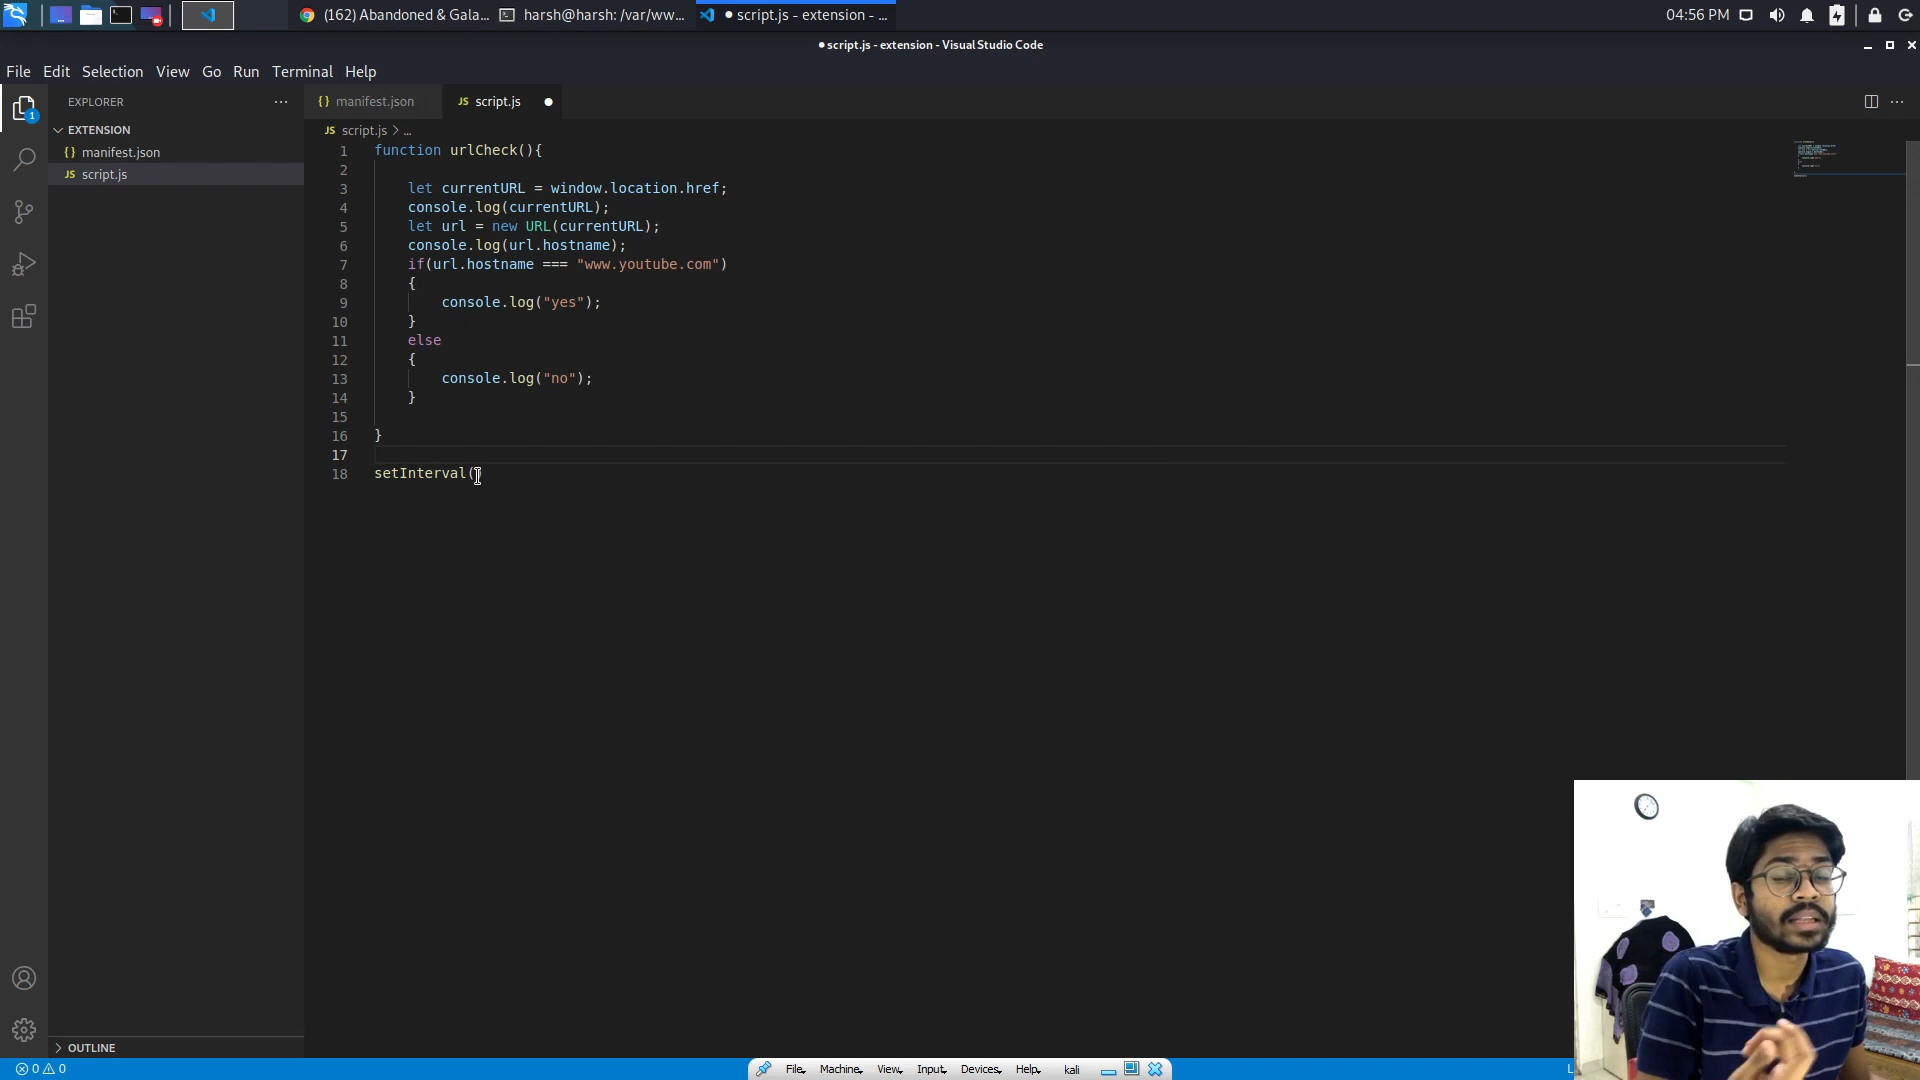 (162) Abandoned & Gala...
harsh@harsh: /var/ww...
● script.js - extension - ...
04:56 PM
● script.js - extension - Visual Studio Code
File Edit Selection View Go Run Terminal Help
EXPLORER ...
{} manifest.json
JS script.js ●
EXTENSION
JS script.js > ...
{} manifest.json
JS script.js
1
1 function urlCheck(){
2
3 let currentURL = window.location.href;
4 console.log(currentURL);
5 let url = new URL(currentURL);
6 console.log(url.hostname);
7 if(url.hostname === "www.youtube.com")
8 {
9 console.log("yes");
10 }
11 else
12 {
13 console.log("no");
14 }
15
16 }
17
18 setInterval()
OUTLINE
0 0
File Machine View Input Devices Help kali
L